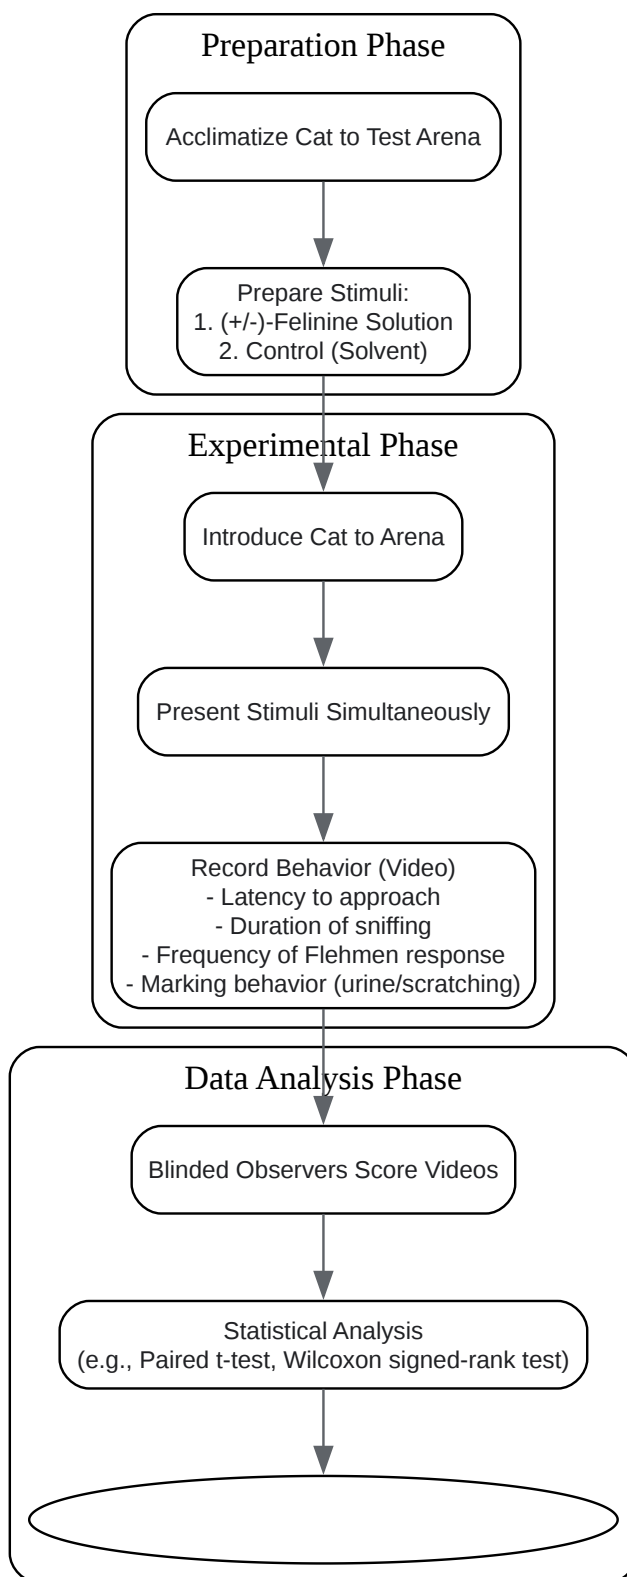 Preparation Phase
Acclimatize Cat to Test Arena
Prepare Stimuli:
1. (+/-)-Felinine Solution
2. Control (Solvent)
Experimental Phase
Introduce Cat to Arena
Present Stimuli Simultaneously
Record Behavior (Video)
- Latency to approach
- Duration of sniffing
- Frequency of Flehmen response
- Marking behavior (urine/scratching)
Data Analysis Phase
Blinded Observers Score Videos
Statistical Analysis
(e.g., Paired t-test, Wilcoxon signed-rank test)